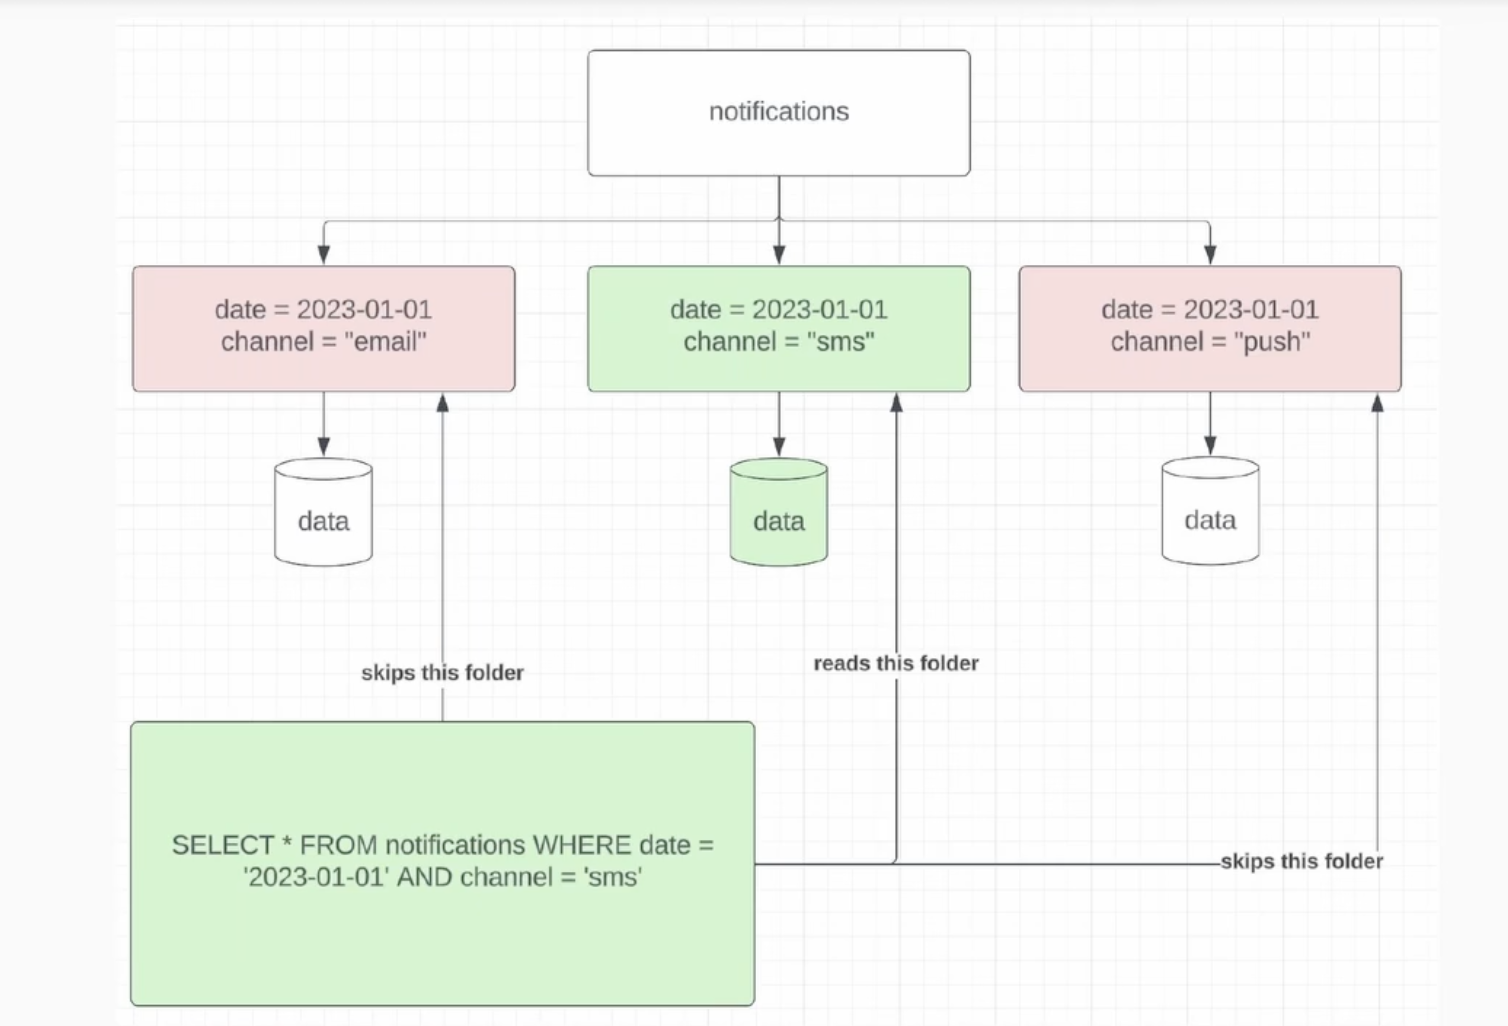 notifications
date = 2023-01-01
channel = "email"
date = 2023-01-01
channel = "sms"
date = 2023-01-01
channel = "push"
data
data
data
skips this folder
reads this folder
SELECT * FROM notifications WHERE date =
'2023-01-01' AND channel = 'sms'
skips this folder